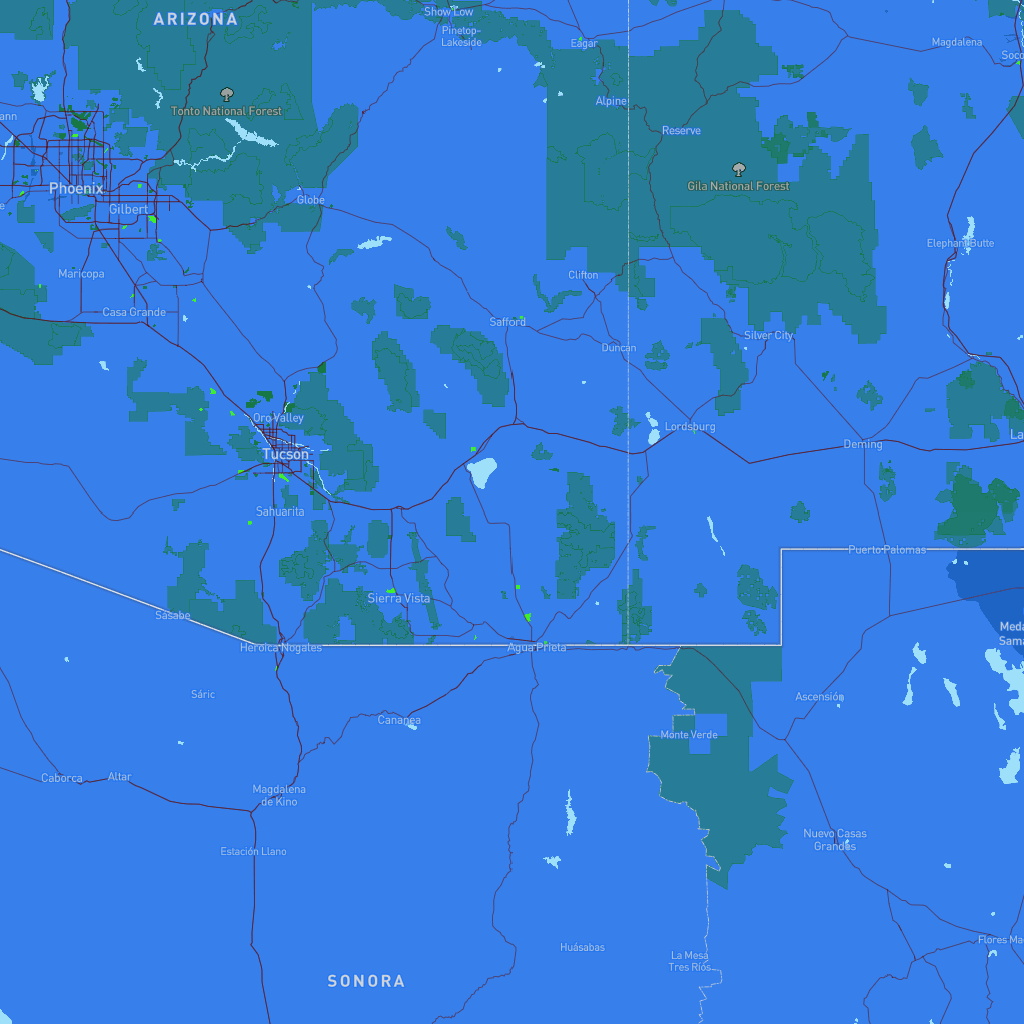 ARIZONA
Show Low
Pinetop-
Lakeside
Eagar
Magdalena
Soco
Tonto National Forest
Alpine
ann
Reserve
Phoenix
Gila National Forest
Globe
Gilbert
e
Elephant Butte
Maricopa
Clifton
Casa Grande
Safford
Silver City
Duncan
Oro Valley
Lordsburg
La
Deming
Tucson
Sahuarita
Puerto Palomas
Sierra Vista
Sásabe
Meda
Sama
Heroica Nogales
Agua Prieta
Sáric
Ascensión
Cananea
Monte Verde
Caborca
Altar
Magdalena
de Kino
Nuevo Casas
Grandes
Estación Llano
Flores Ma
Huásabas
La Mesa
Tres Ríos
SONORA